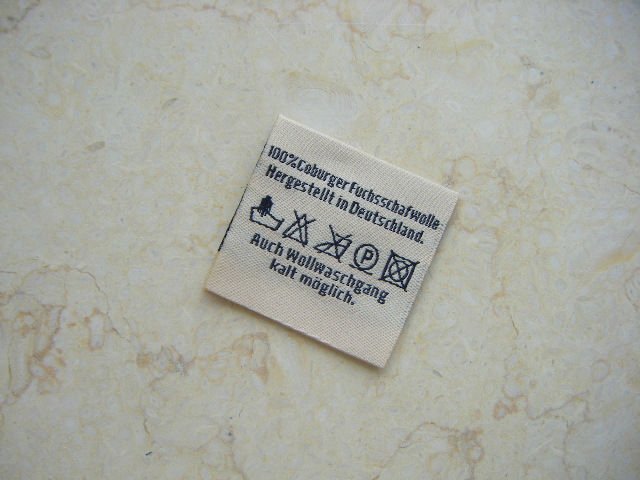 100%Coburger Fuchsschafwolle
Hergestellt in Deutschland.
P
Auch Wollwaschgang
kalt möglich.